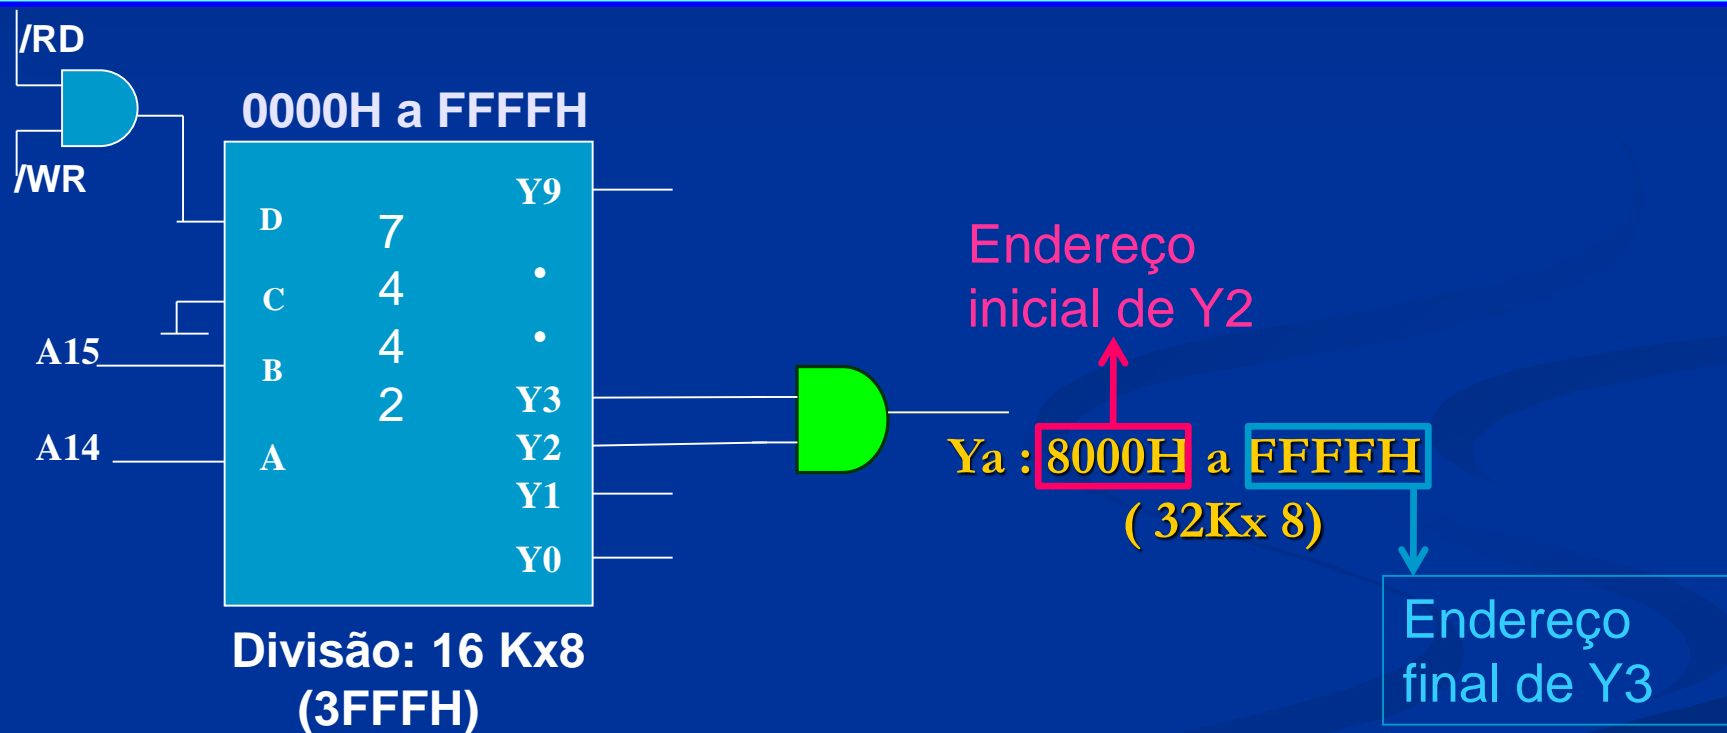 /RD
0000H a FFFFH
/WR
Y9
D
7
C
4
A15
B
4
2
Y3
A14
A
Y2
Y1
Y0
Divisão: 16 Kx8
(3FFFH)
Endereço
inicial de Y2
Ya : 8000H a FFFFH
( 32Kx 8)
Endereço
final de Y3